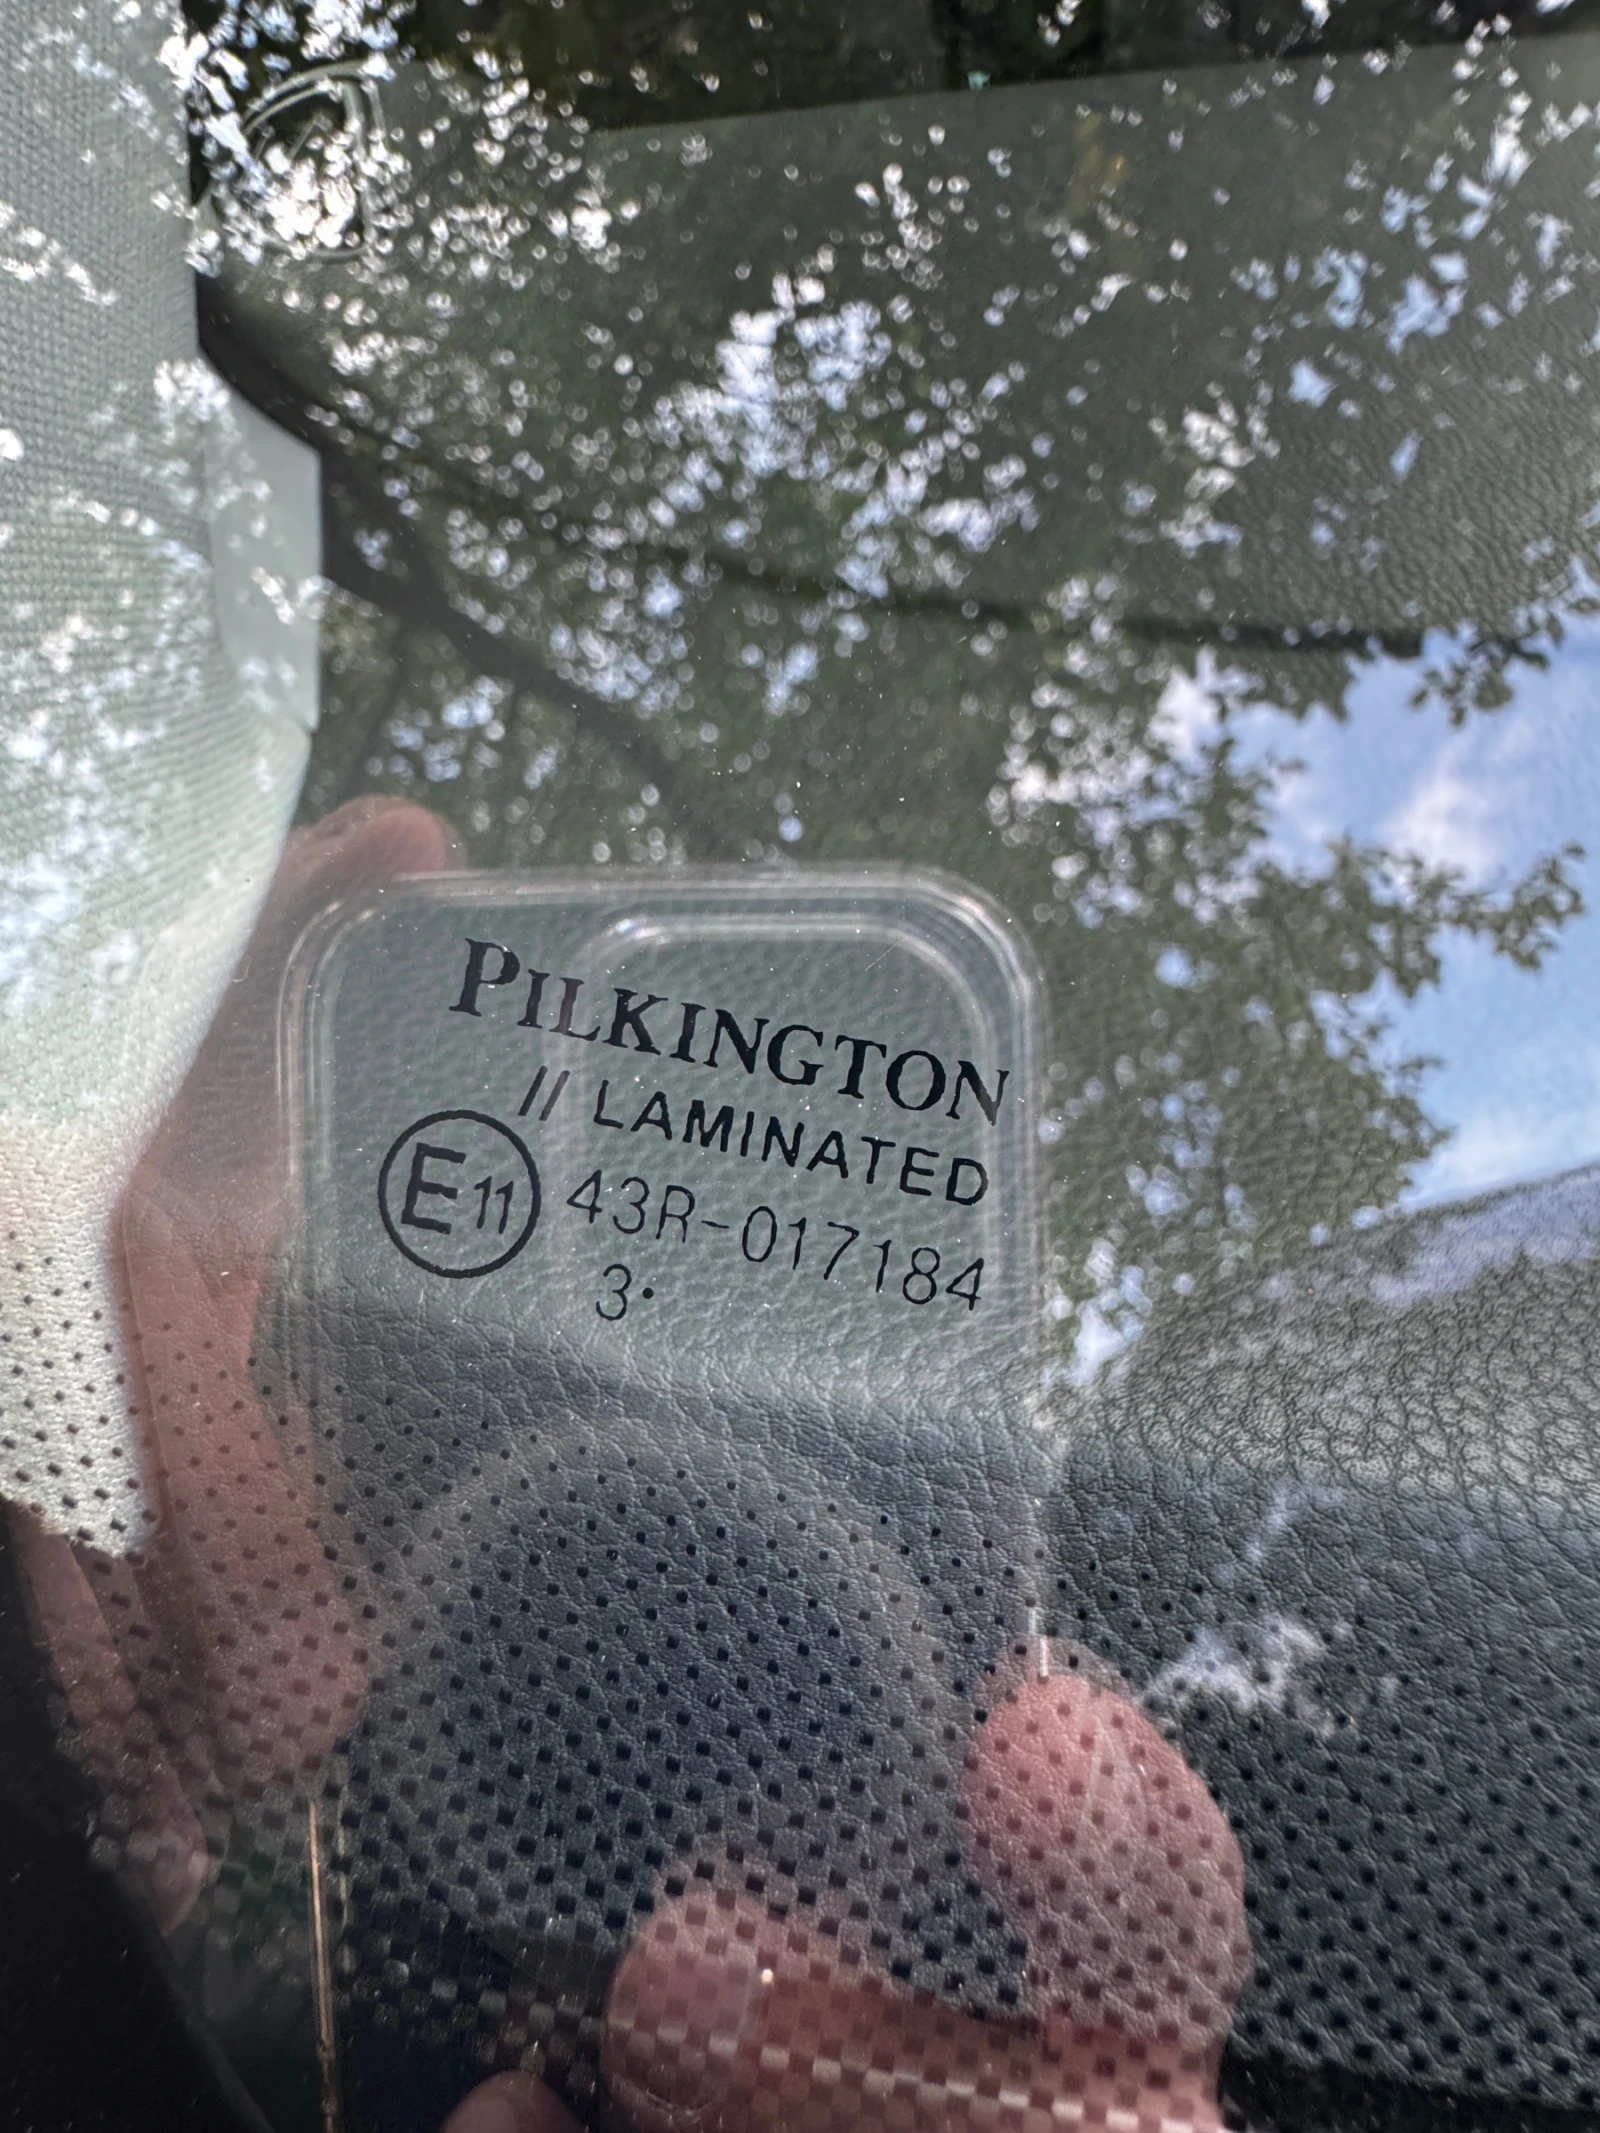 PILKINGTON
// LAMINATED
E11 43R-017184
3·